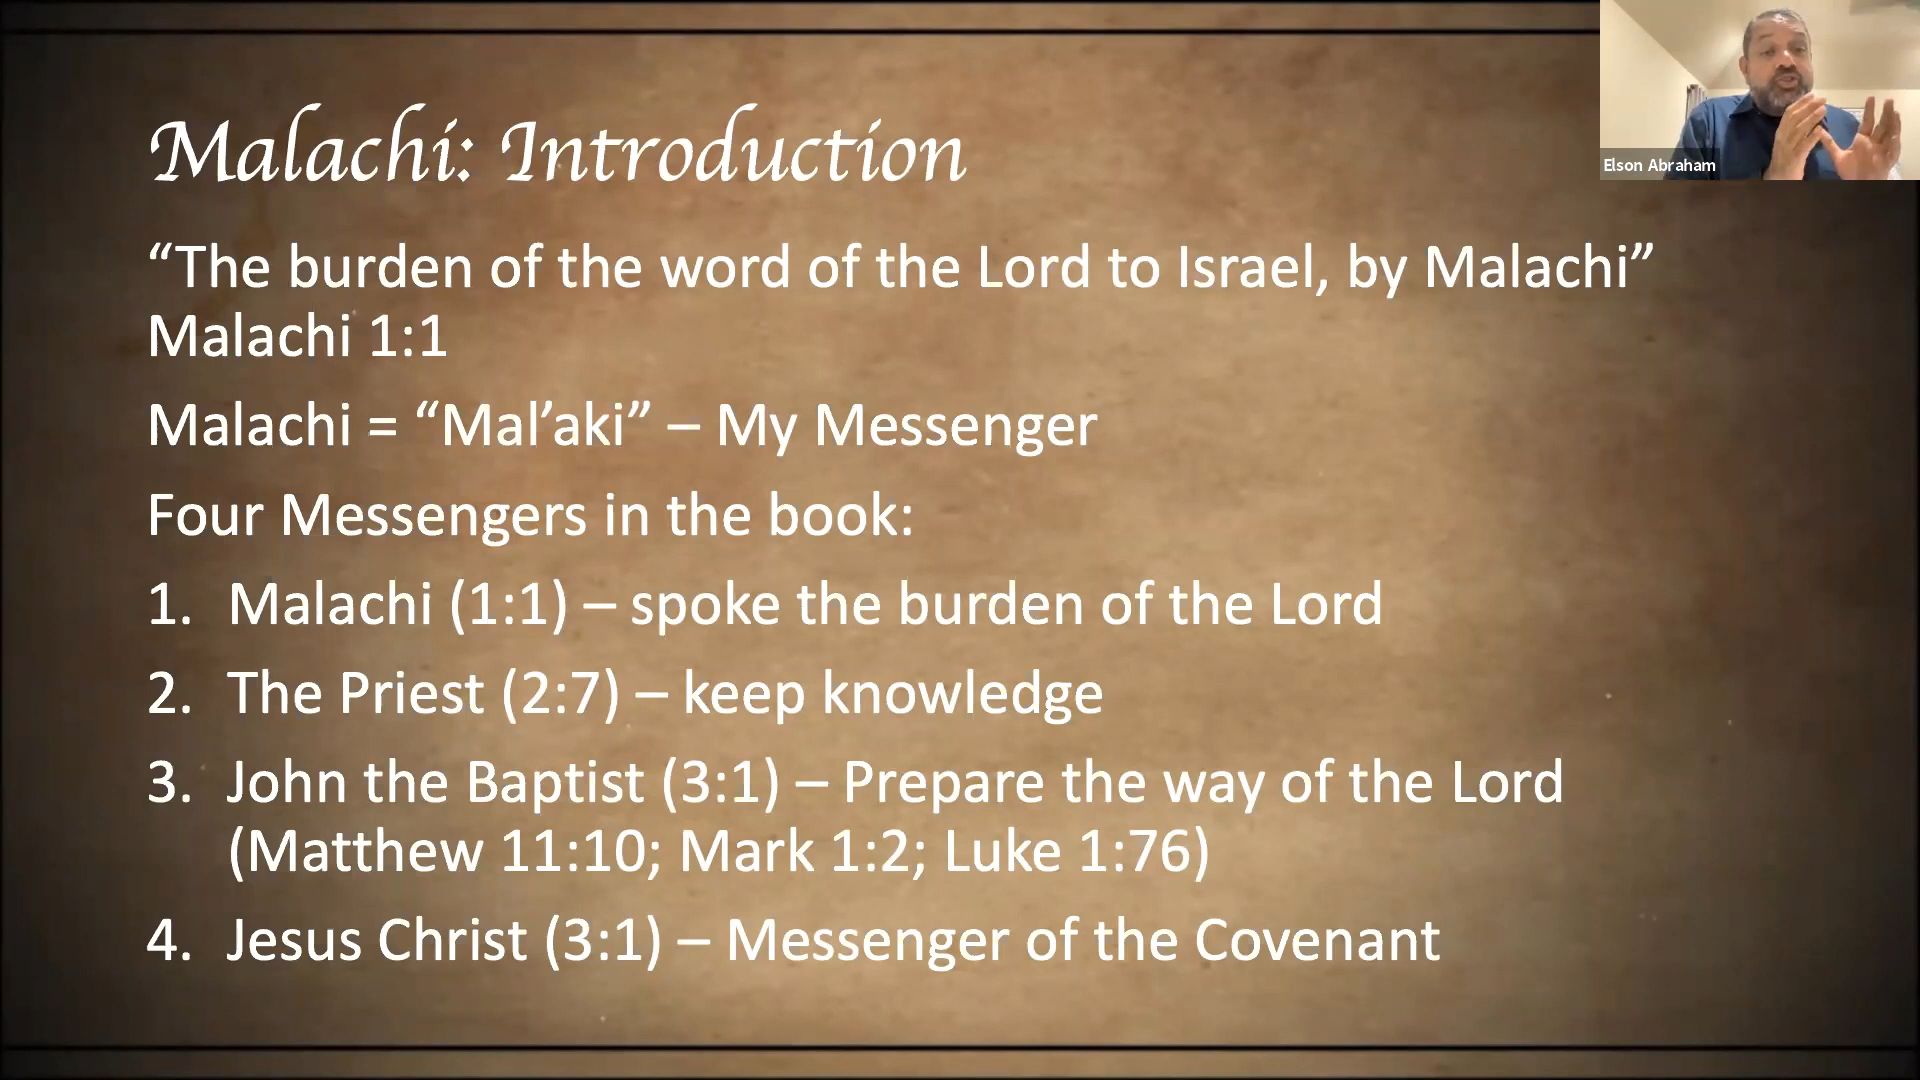 Malachi: Introduction
Elson Abraham
“The burden of the word of the Lord to Israel, by Malachi”
Malachi 1:1
Malachi = “Mal’aki” – My Messenger
Four Messengers in the book:
1. Malachi (1:1) – spoke the burden of the Lord
2. The Priest (2:7) – keep knowledge
3. John the Baptist (3:1) – Prepare the way of the Lord
(Matthew 11:10; Mark 1:2; Luke 1:76)
4. Jesus Christ (3:1) – Messenger of the Covenant